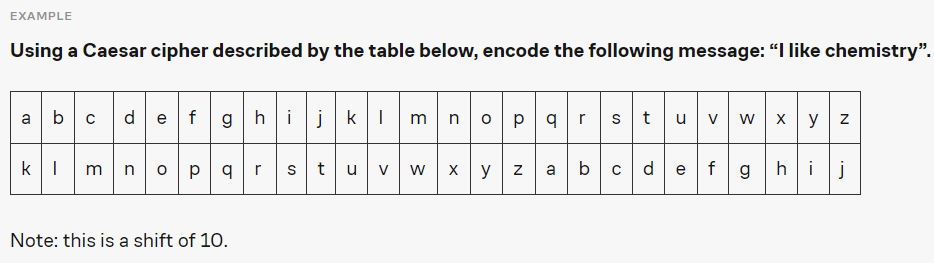 EXAMPLE
Using a Caesar cipher described by the table below, encode the following message: “I like chemistry”.
a b c d e f g h i j k l m n o p q r s t u v w x y z
k l m n o p q r s t u v w x y z a b c d e f g h i j
Note: this is a shift of 10.